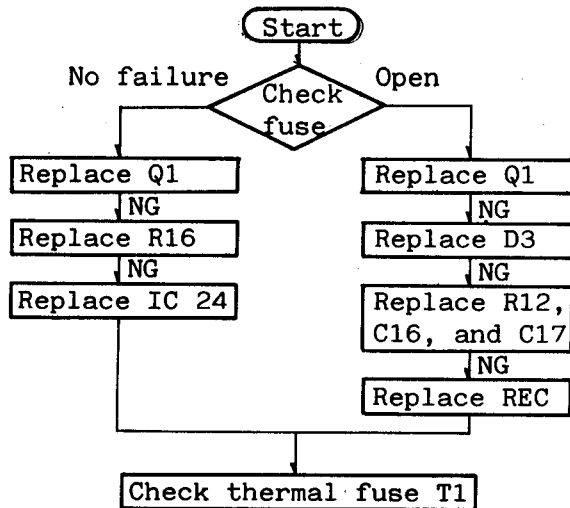 Start
No failure
Open
Check
fuse
Replace Q1
NG
Replace R16
NG
Replace IC 24
Replace Q1
NG
Replace D3
NG
Replace R12,
C16, and C17
NG
Replace REC
Check thermal fuse T1